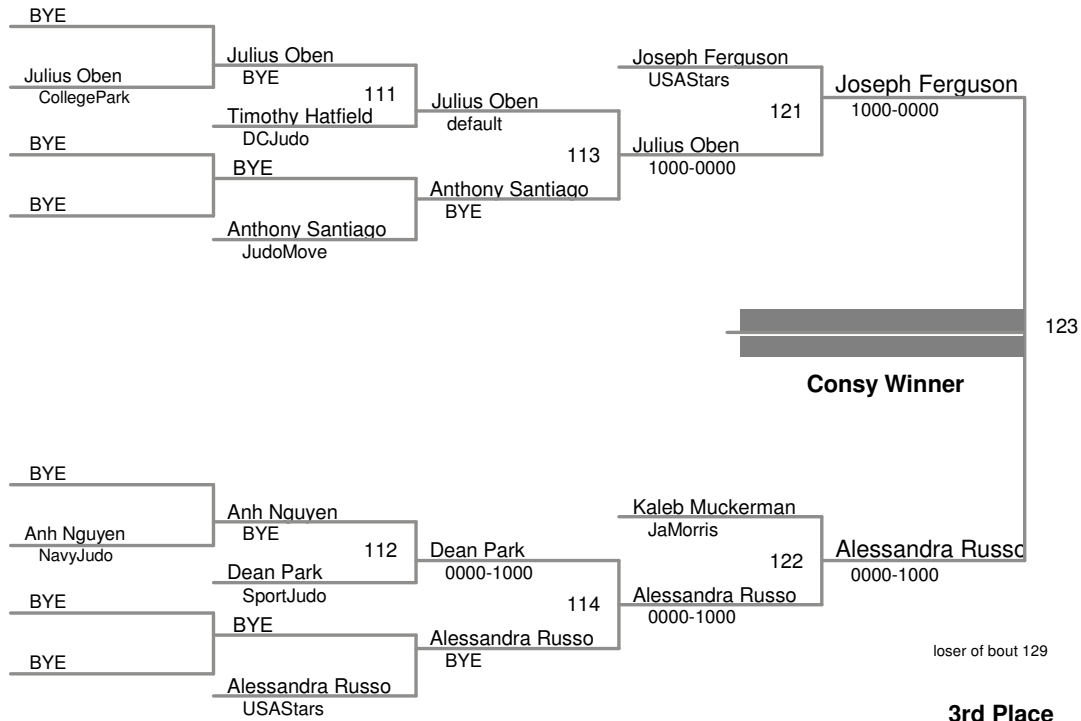 BYE
Julius Oben
CollegePark
Julius Oben
BYE
111
Timothy Hatfield
DCJudo
BYE
BYE
BYE
Anthony Santiago
JudoMove
Julius Oben
default
113
Anthony Santiago
BYE
Joseph Ferguson
USAStars
121
Julius Oben
1000-0000
Joseph Ferguson
1000-0000
123
Consy Winner
BYE
Anh Nguyen
NavyJudo
Anh Nguyen
BYE
112
Dean Park
SportJudo
BYE
BYE
BYE
Alessandra Russo
USAStars
Dean Park
0000-1000
114
Alessandra Russo
BYE
Kaleb Muckerman
JaMorris
122
Alessandra Russo
0000-1000
Alessandra Russo
0000-1000
loser of bout 129
3rd Place